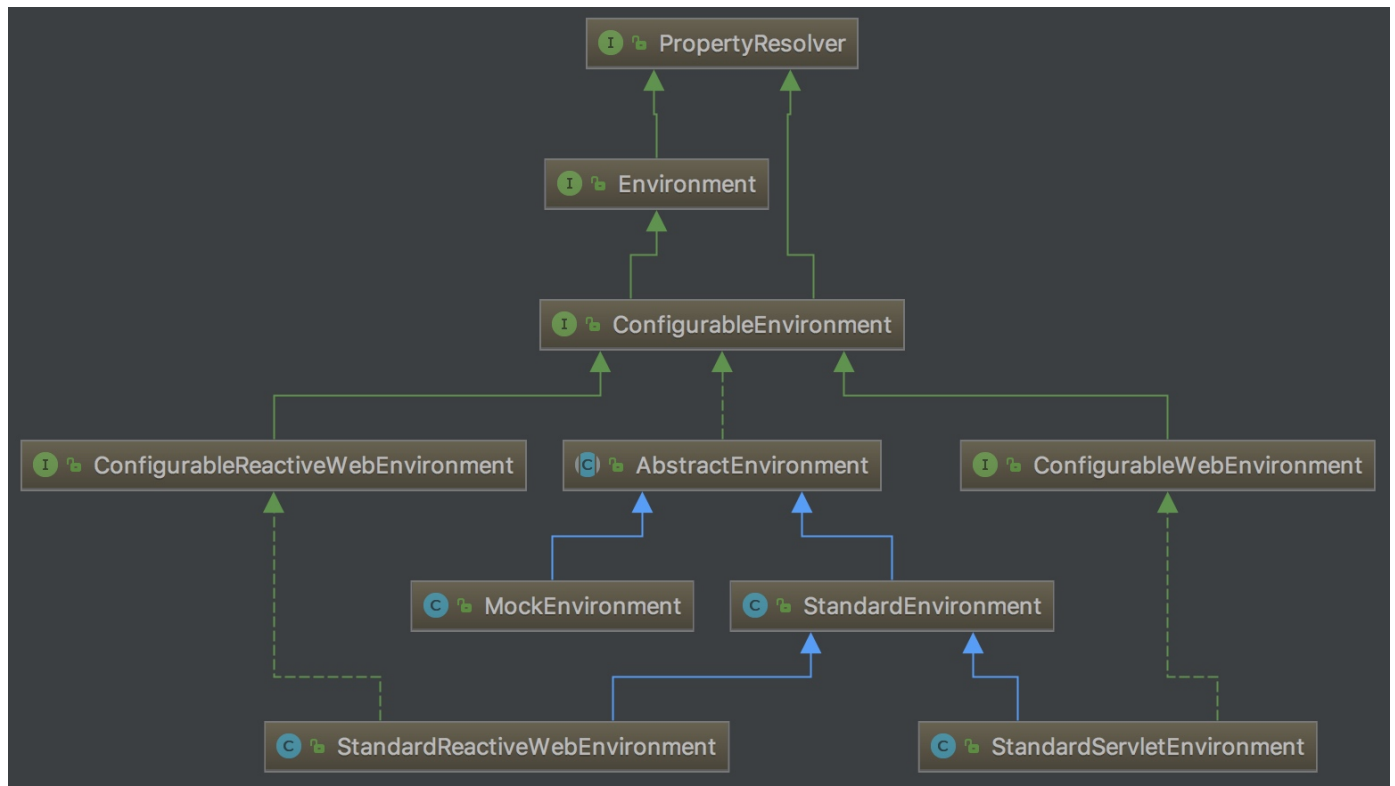 I PropertyResolver
I Environment
I ConfigurableEnvironment
I ConfigurableReactiveWebEnvironment
C AbstractEnvironment
I ConfigurableWebEnvironment
C MockEnvironment
C StandardEnvironment
C StandardReactiveWebEnvironment
C StandardServletEnvironment